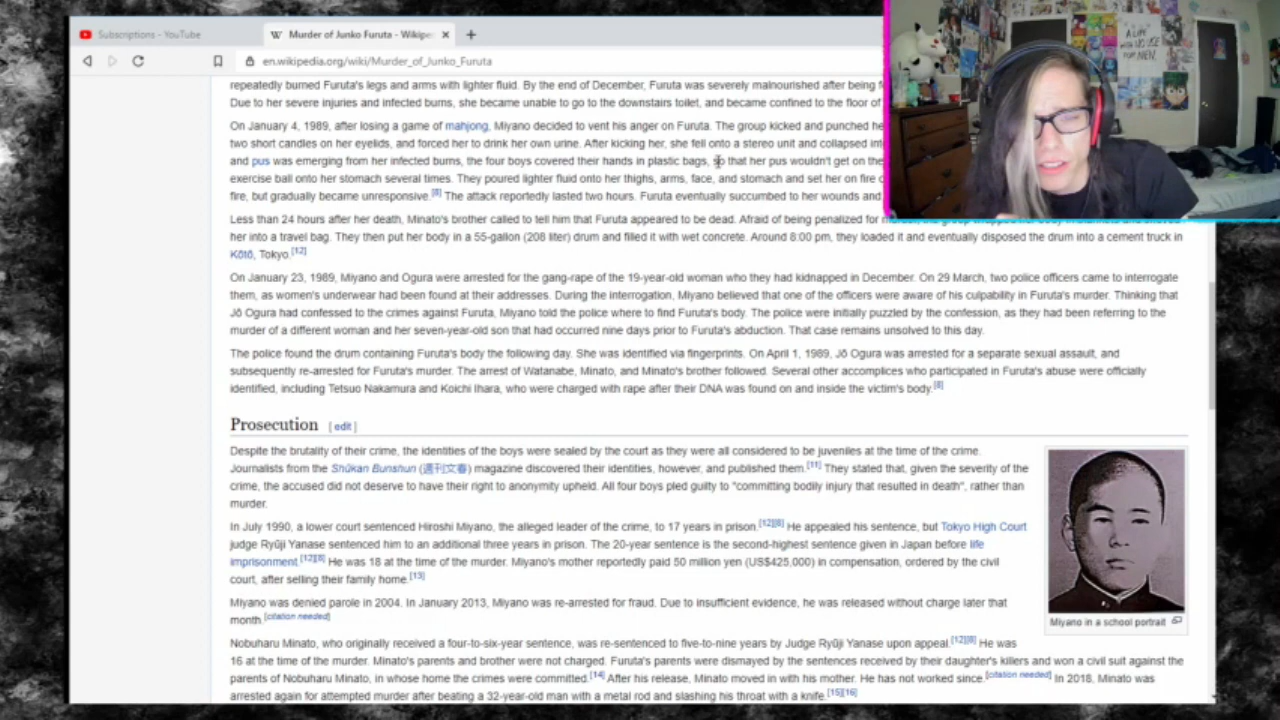 Subscriptions - YouTube
Murder of Junko Furuta - Wikipe
en.wikipedia.org/wiki/Murder_of_Junko_Furuta
repeatedly burned Furuta's legs and arms with lighter fluid. By the end of December, Furuta was severely malnourished after being
Due to her severe injuries and infected burns, she became unable to go to the downstairs toilet, and became confined to the floor of
On January 4, 1989, after losing a game of mahjong, Miyano decided to vent his anger on Furuta. The group kicked and punched
two short candles on her eyelids, and forced her to drink her own urine. After kicking her, she fell onto a stereo unit and collapsed
and pus was emerging from her infected burns, the four boys covered their hands in plastic bags, so that her pus wouldn't get on
exercise ball onto her stomach several times. They poured lighter fluid onto her thighs, arms, face, and stomach and set her on fire
fire, but gradually became unresponsive.[8] The attack reportedly lasted two hours. Furuta eventually succumbed to her wounds and
Less than 24 hours after her death, Minato's brother called to tell him that Furuta appeared to be dead. Afraid of being penalized for
her into a travel bag. They then put her body in a 55-gallon (208 liter) drum and filled it with wet concrete. Around 8:00 pm, they loaded it and eventually disposed the drum into a cement truck in
Kōtō, Tokyo.[12]
On January 23, 1989, Miyano and Ogura were arrested for the gang-rape of the 19-year-old woman who they had kidnapped in December. On 29 March, two police officers came to interrogate
them, as women's underwear had been found at their addresses. During the interrogation, Miyano believed that one of the officers were aware of his culpability in Furuta's murder. Thinking that
Jō Ogura had confessed to the crimes against Furuta, Miyano told the police where to find Furuta's body. The police were initially puzzled by the confession, as they had been referring to the
murder of a different woman and her seven-year-old son that had occurred nine days prior to Furuta's abduction. That case remains unsolved to this day.
The police found the drum containing Furuta's body the following day. She was identified via fingerprints. On April 1, 1989, Jō Ogura was arrested for a separate sexual assault, and
subsequently re-arrested for Furuta's murder. The arrest of Watanabe, Minato, and Minato's brother followed. Several other accomplices who participated in Furuta's abuse were officially
identified, including Tetsuo Nakamura and Koichi Ihara, who were charged with rape after their DNA was found on and inside the victim's body.[8]
Prosecution [ edit ]
Despite the brutality of their crime, the identities of the boys were sealed by the court as they were all considered to be juveniles at the time of the crime.
Journalists from the Shūkan Bunshun (週刊文春) magazine discovered their identities, however, and published them.[11] They stated that, given the severity of the
crime, the accused did not deserve to have their right to anonymity upheld. All four boys pled guilty to "committing bodily injury that resulted in death", rather than
murder.
In July 1990, a lower court sentenced Hiroshi Miyano, the alleged leader of the crime, to 17 years in prison.[12][8] He appealed his sentence, but Tokyo High Court
judge Ryūji Yanase sentenced him to an additional three years in prison. The 20-year sentence is the second-highest sentence given in Japan before life
imprisonment.[12][8] He was 18 at the time of the murder. Miyano's mother reportedly paid 50 million yen (US$425,000) in compensation, ordered by the civil
court, after selling their family home.[13]
Miyano was denied parole in 2004. In January 2013, Miyano was re-arrested for fraud. Due to insufficient evidence, he was released without charge later that
month.[citation needed]
Miyano in a school portrait
Nobuharu Minato, who originally received a four-to-six-year sentence, was re-sentenced to five-to-nine years by Judge Ryūji Yanase upon appeal.[12][8] He was
16 at the time of the murder. Minato's parents and brother were not charged. Furuta's parents were dismayed by the sentences received by their daughter's killers and won a civil suit against the
parents of Nobuharu Minato, in whose home the crimes were committed.[14] After his release, Minato moved in with his mother. He has not worked since.[citation needed] In 2018, Minato was
arrested again for attempted murder after beating a 32-year-old man with a metal rod and slashing his throat with a knife.[15][16]